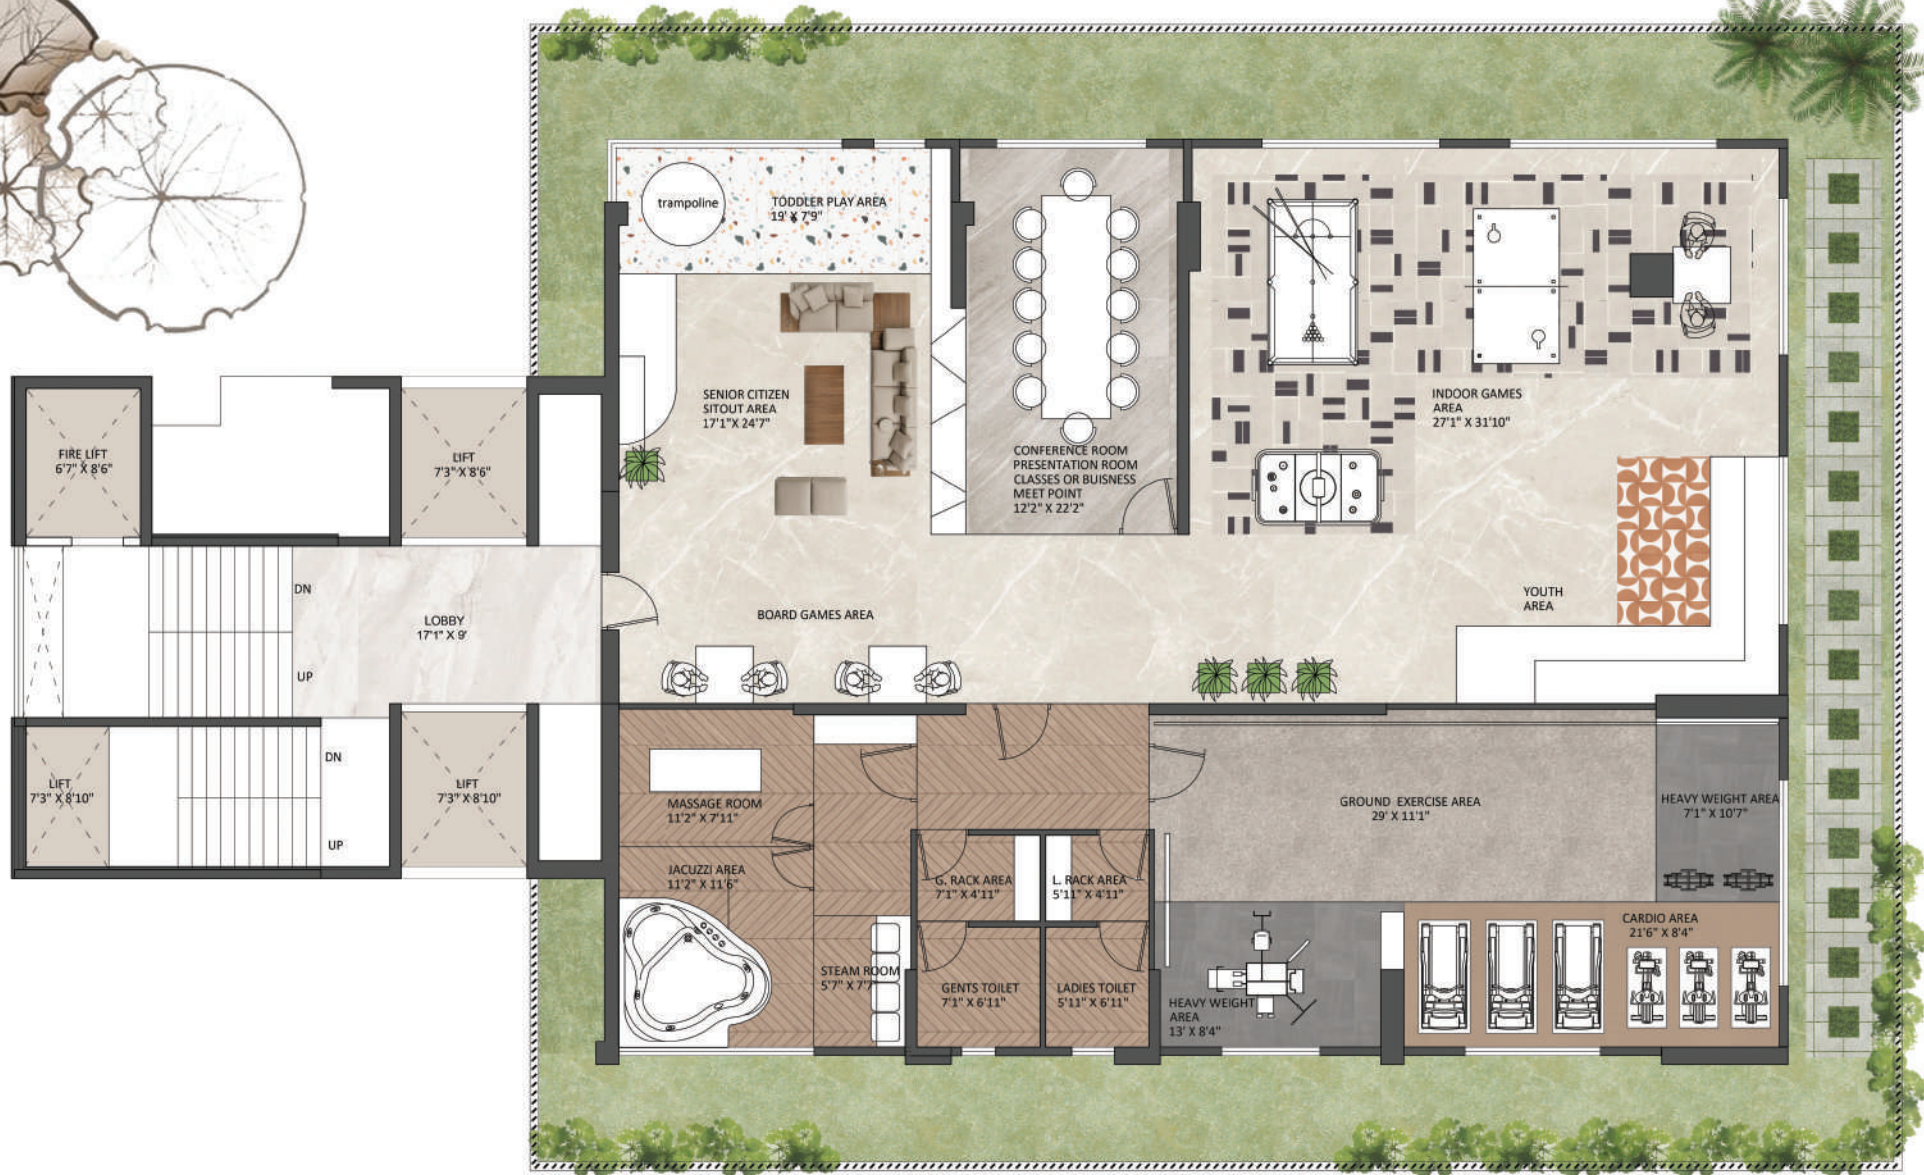 trampoline
TODDLER PLAY AREA
19' X 7'9"
SENIOR CITIZEN
SITOUT AREA
17'1"X 24'7"
CONFERENCE ROOM
PRESENTATION ROOM
CLASSES OR BUISNESS
MEET POINT
12'2" X 22'2"
INDOOR GAMES
AREA
27'1" X 31'10"
FIRE LIFT
6'7" X 8'6"
LIFT
7'3" X 8'6"
DN
LOBBY
17'1" X 9'
UP
BOARD GAMES AREA
YOUTH
AREA
DN
LIFT
7'3" X 8'10"
UP
LIFT
7'3" X 8'10"
MASSAGE ROOM
11'2" X 7'11"
JACUZZI AREA
11'2" X 11'6"
STEAM ROOM
5'7" X 7'7"
G. RACK AREA
7'1" X 4'11"
L. RACK AREA
5'11" X 4'11"
GENTS TOILET
7'1" X 6'11"
LADIES TOILET
5'11" X 6'11"
GROUND EXERCISE AREA
29' X 11'1"
HEAVY WEIGHT AREA
7'1" X 10'7"
CARDIO AREA
21'6" X 8'4"
HEAVY WEIGHT
AREA
13' X 8'4"